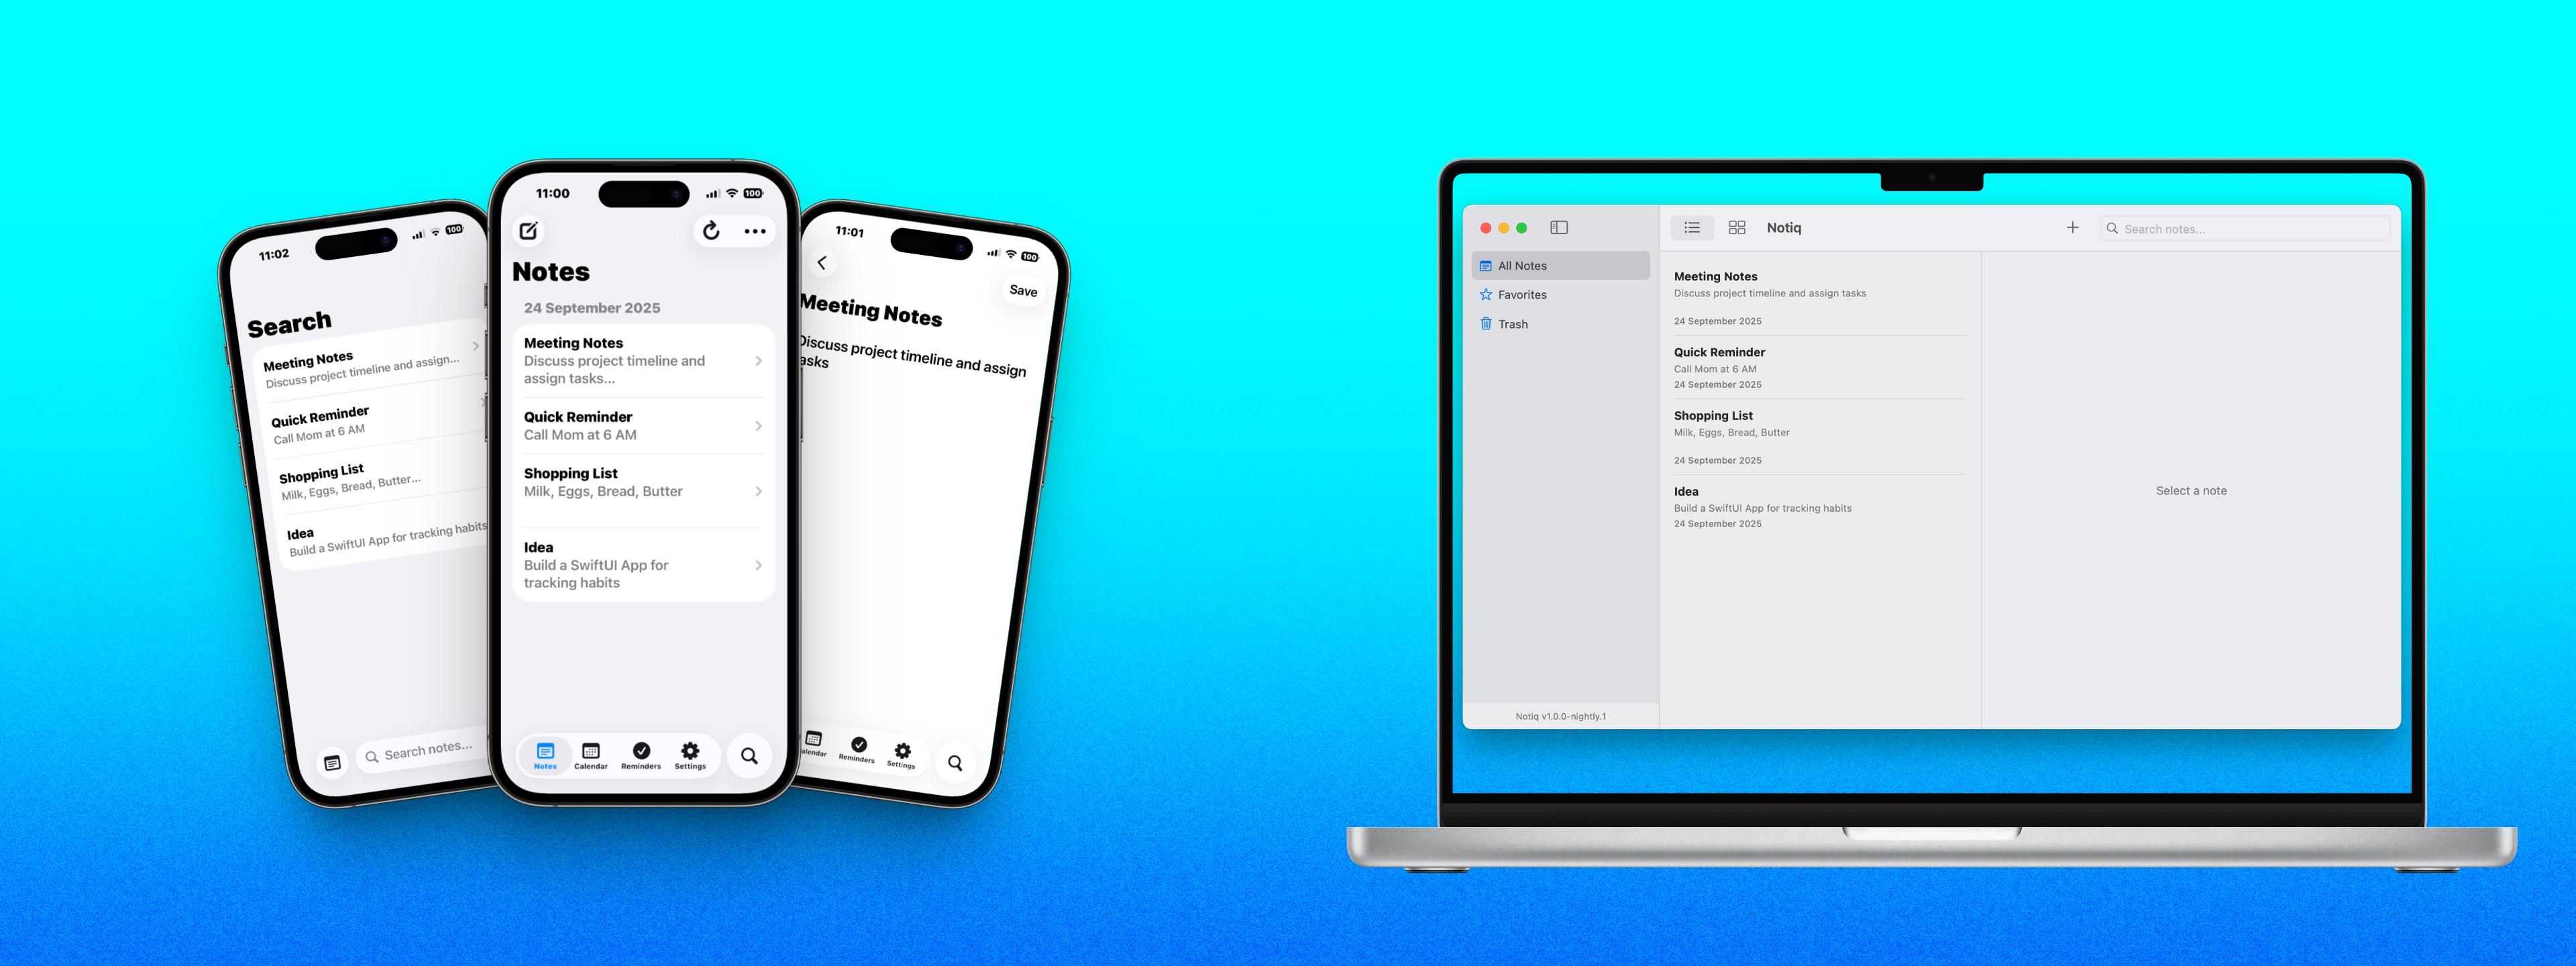 11:02
100
Search
Meeting Notes
Discuss project timeline and assign...
Quick Reminder
Call Mom at 6 AM
Shopping List
Milk, Eggs, Bread, Butter...
Idea
Build a SwiftUI App for tracking habits
Search notes...
11:00
100
Notes
24 September 2025
Meeting Notes
Discuss project timeline and
assign tasks...
Quick Reminder
Call Mom at 6 AM
Shopping List
Milk, Eggs, Bread, Butter
Idea
Build a SwiftUI App for
tracking habits
Notes
Calendar
Reminders
Settings
11:01
100
Save
Meeting Notes
Discuss project timeline and assign
asks
alendar
Reminders
Settings
Notiq
Search notes...
All Notes
Favorites
Trash
Notiq v1.0.0-nightly.1
Meeting Notes
Discuss project timeline and assign tasks
24 September 2025
Quick Reminder
Call Mom at 6 AM
24 September 2025
Shopping List
Milk, Eggs, Bread, Butter
24 September 2025
Idea
Build a SwiftUI App for tracking habits
24 September 2025
Select a note